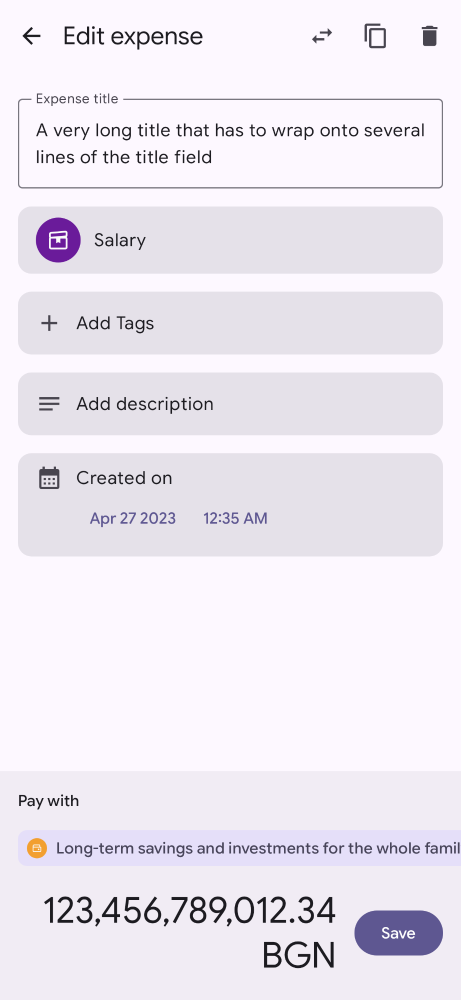 Edit expense
Expense title
A very long title that has to wrap onto several
lines of the title field
Salary
Add Tags
Add description
Created on
Apr 27 2023 12:35 AM
Pay with
Long-term savings and investments for the whole famil
123,456,789,012.34
BGN
Save